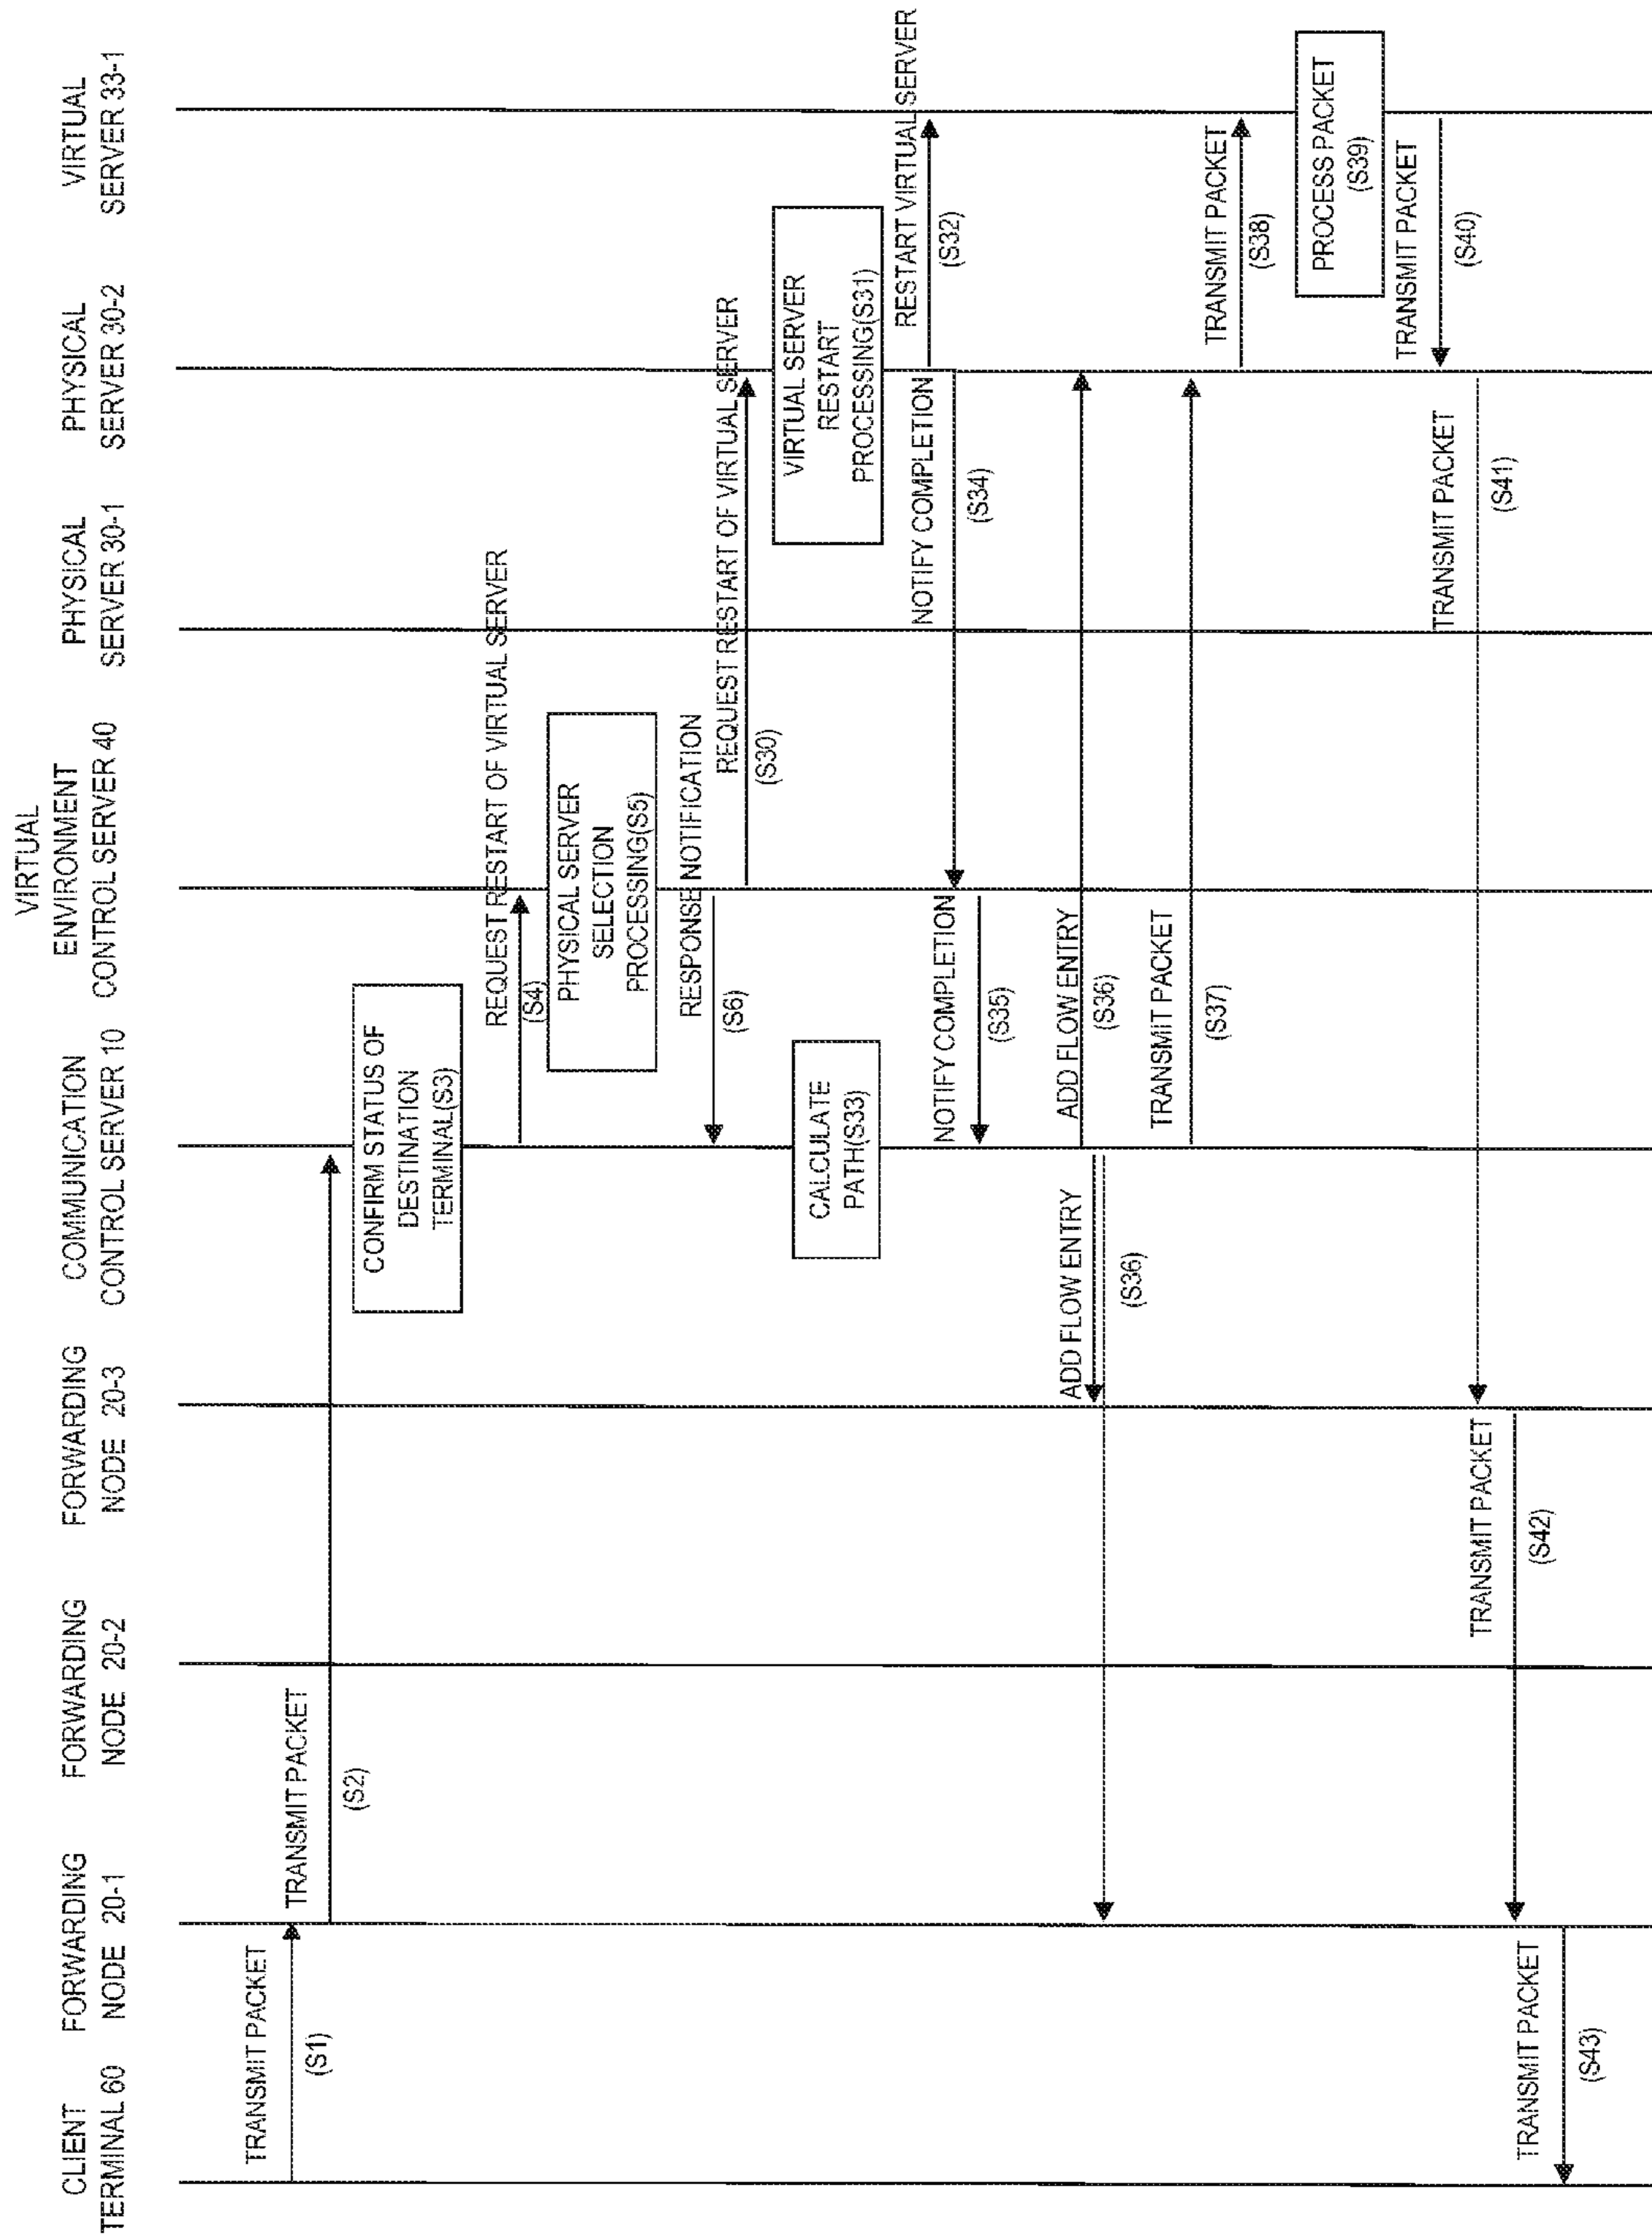 CLIENT
TERMINAL 60
FORWARDING
NODE 20-1
FORWARDING
NODE 20-2
FORWARDING
NODE 20-3
COMMUNICATION
CONTROL SERVER 10
VIRTUAL
ENVIRONMENT
CONTROL SERVER 40
PHYSICAL
SERVER 30-1
PHYSICAL
SERVER 30-2
VIRTUAL
SERVER 33-1
TRANSMIT PACKET
(S1)
TRANSMIT PACKET
(S2)
CONFIRM STATUS OF
DESTINATION
TERMINAL(S3)
REQUEST RESTART OF VIRTUAL SERVER
(S4)
PHYSICAL SERVER
SELECTION
PROCESSING(S5)
RESPONSE NOTIFICATION
(S6)
REQUEST RESTART OF VIRTUAL SERVER
(S30)
VIRTUAL SERVER
RESTART
PROCESSING(S31)
CALCULATE
PATH(S33)
RESTART VIRTUAL SERVER
(S32)
NOTIFY COMPLETION
(S34)
NOTIFY COMPLETION
(S35)
ADD FLOW ENTRY
(S36)
ADD FLOW ENTRY
(S36)
TRANSMIT PACKET
(S37)
TRANSMIT PACKET
(S38)
PROCESS PACKET
(S39)
TRANSMIT PACKET
(S40)
TRANSMIT PACKET
(S41)
TRANSMIT PACKET
(S42)
TRANSMIT PACKET
(S43)